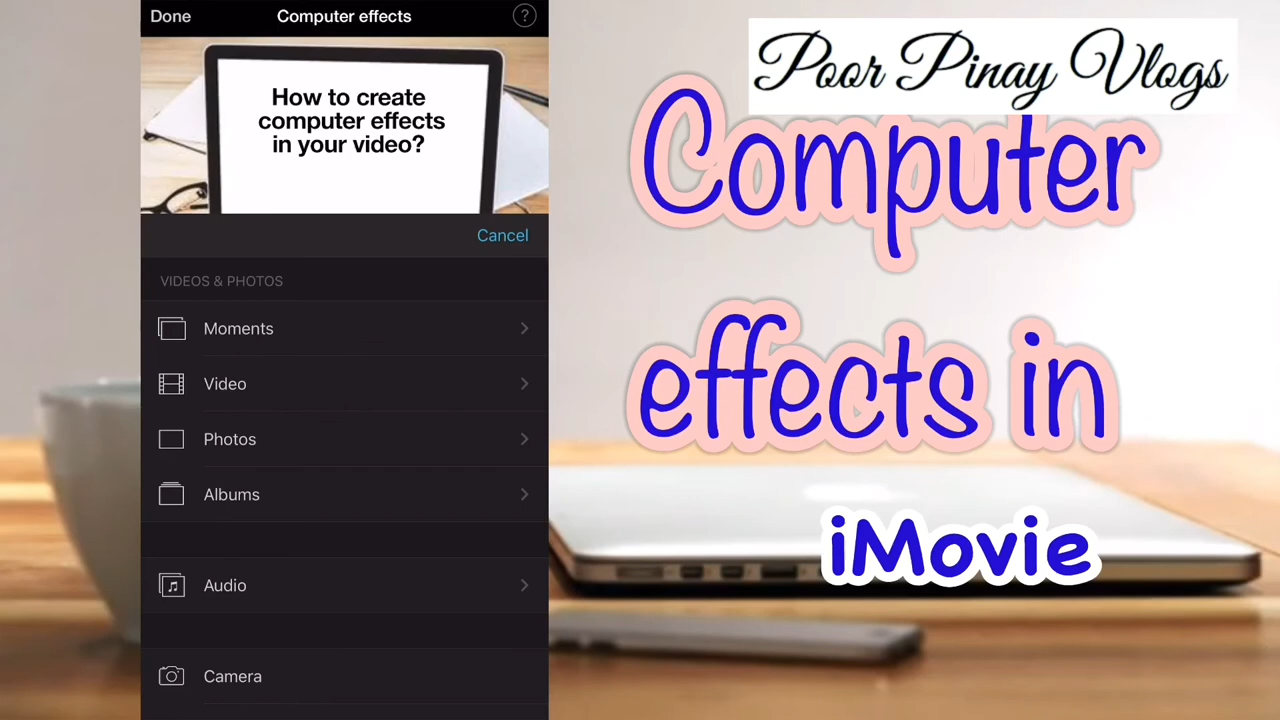 Done Computer effects ?
How to create
computer effects
in your video?
Cancel
VIDEOS & PHOTOS
Moments
Video
Photos
Albums
Audio
Camera
Poor Pinay Vlogs
Computer
effects in
iMovie